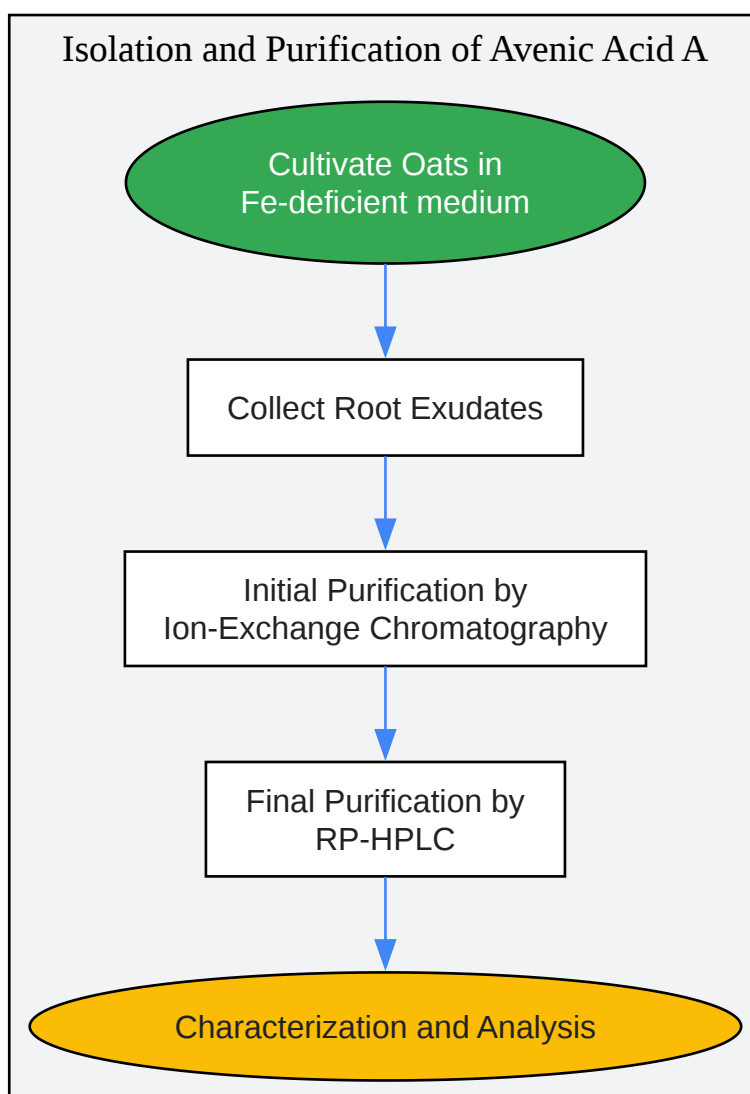 Isolation and Purification of Avenic Acid A
Cultivate Oats in
Fe-deficient medium
Collect Root Exudates
Initial Purification by
Ion-Exchange Chromatography
Final Purification by
RP-HPLC
Characterization and Analysis